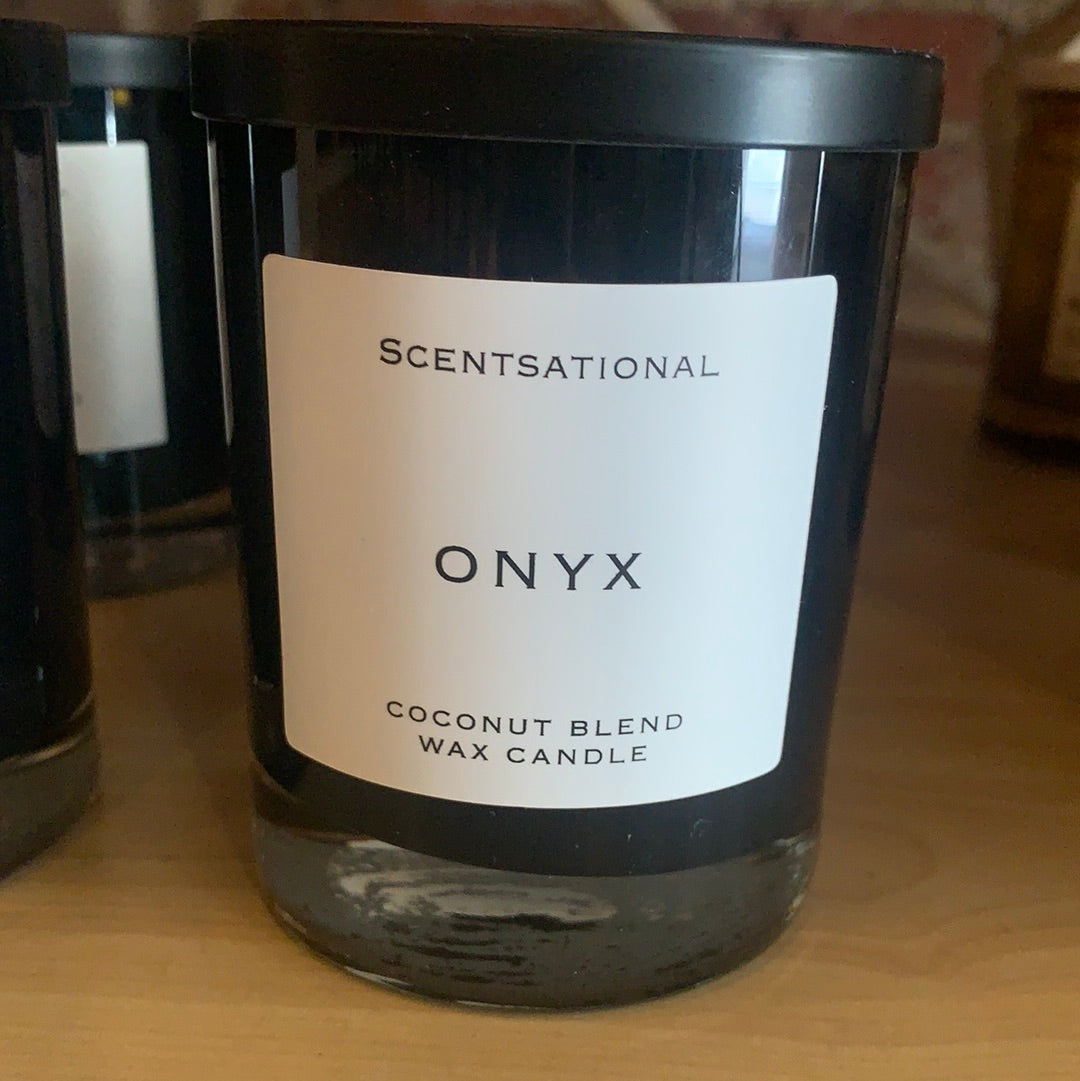 SCENTSATIONAL
ONYX
COCONUT BLEND
WAX CANDLE